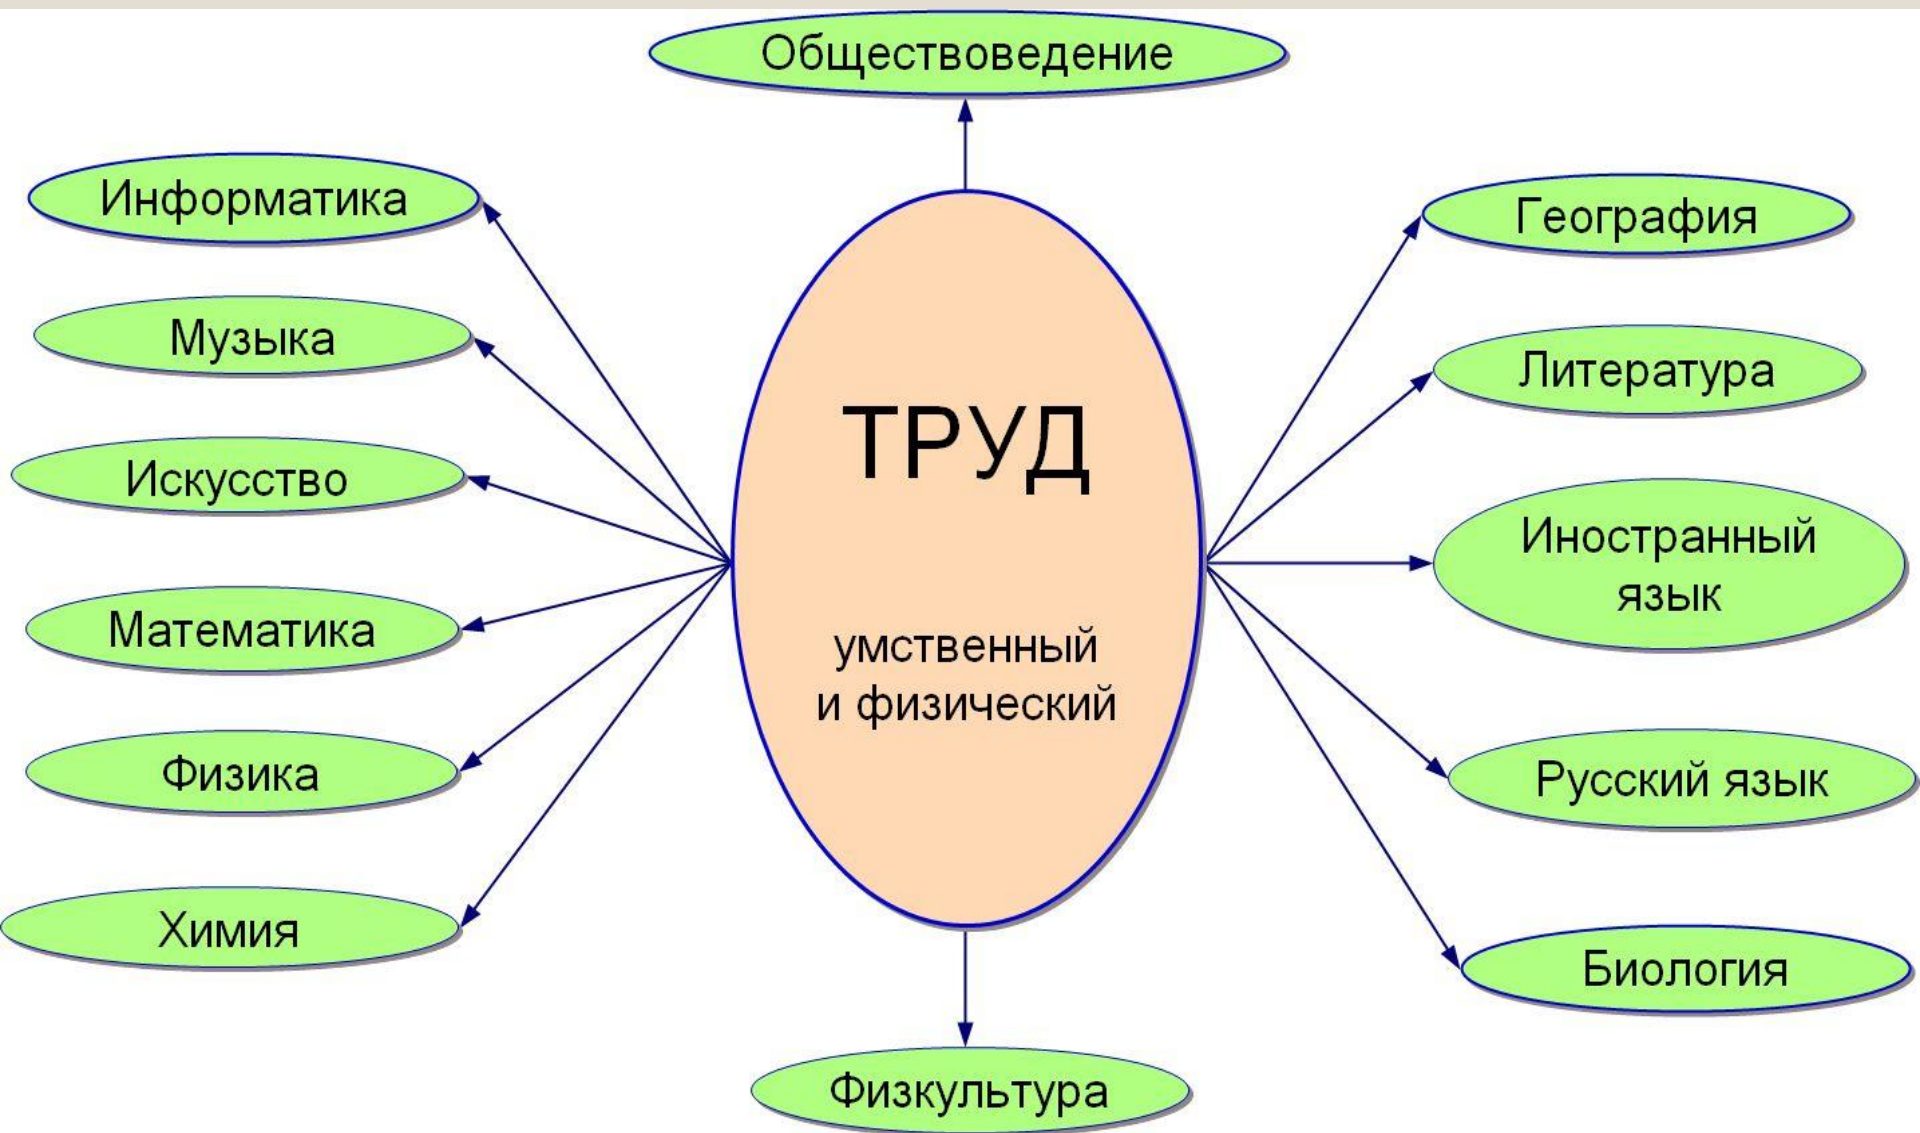 Обществоведение
Информатика
Музыка
Искусство
Математика
Физика
Химия
ТРУД
умственный
и физический
География
Литература
Иностранный
язык
Русский язык
Биология
Физкультура